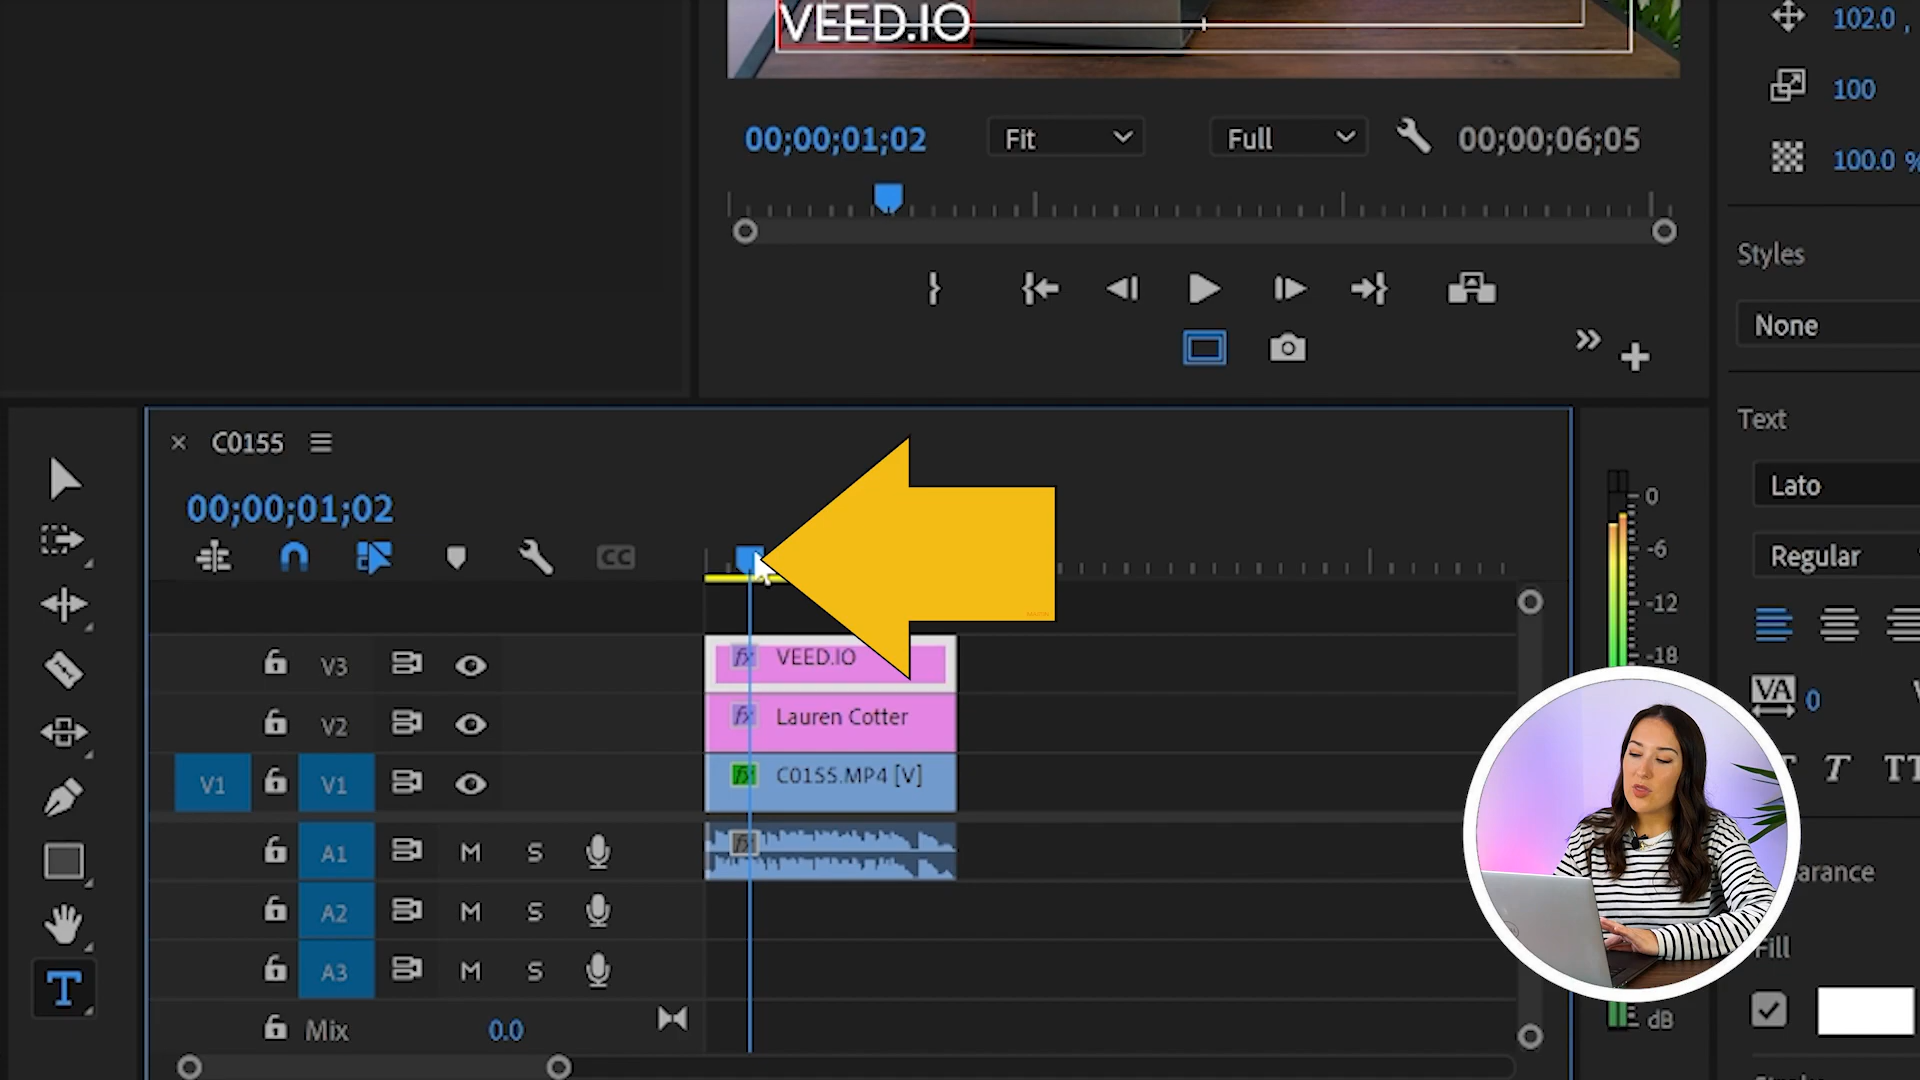 VEED.IO
102.0 ,
100
00;00;01;02
Fit
Full
00;00;06;05
100.0 %
Styles
None
Text
C0155
Lato
00;00;01;02
0
CC
Regular
-6
-12
V3
VEED.IO
-18
V2
Lauren Cotter
VA
0
V1
V1
C0155.MP4 [V]
T
TT
A1
M
S
arance
A2
M
S
Fill
A3
M
S
T
Mix
0.0
dB